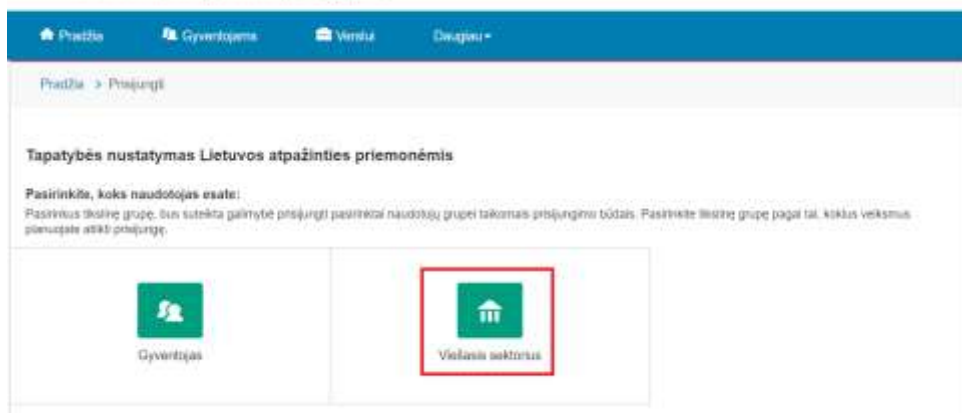 Pradžia Gyventojams Verslui Daugiau
Pradžia > Prisijungti
Tapatybės nustatymas Lietuvos atpažinties priemonėmis
Pasirinkite, koks naudotojas esate:
Pasirinkus tikslinę grupę, bus suteikta galimybė prisijungti pasirinktai naudotojų grupei taikomais prisijungimo būdais. Pasirinkite tikslinę grupę pagal tai, kokius veiksmus
planuojate atlikti prisijungę.
Gyventojas Viešasis sektorius